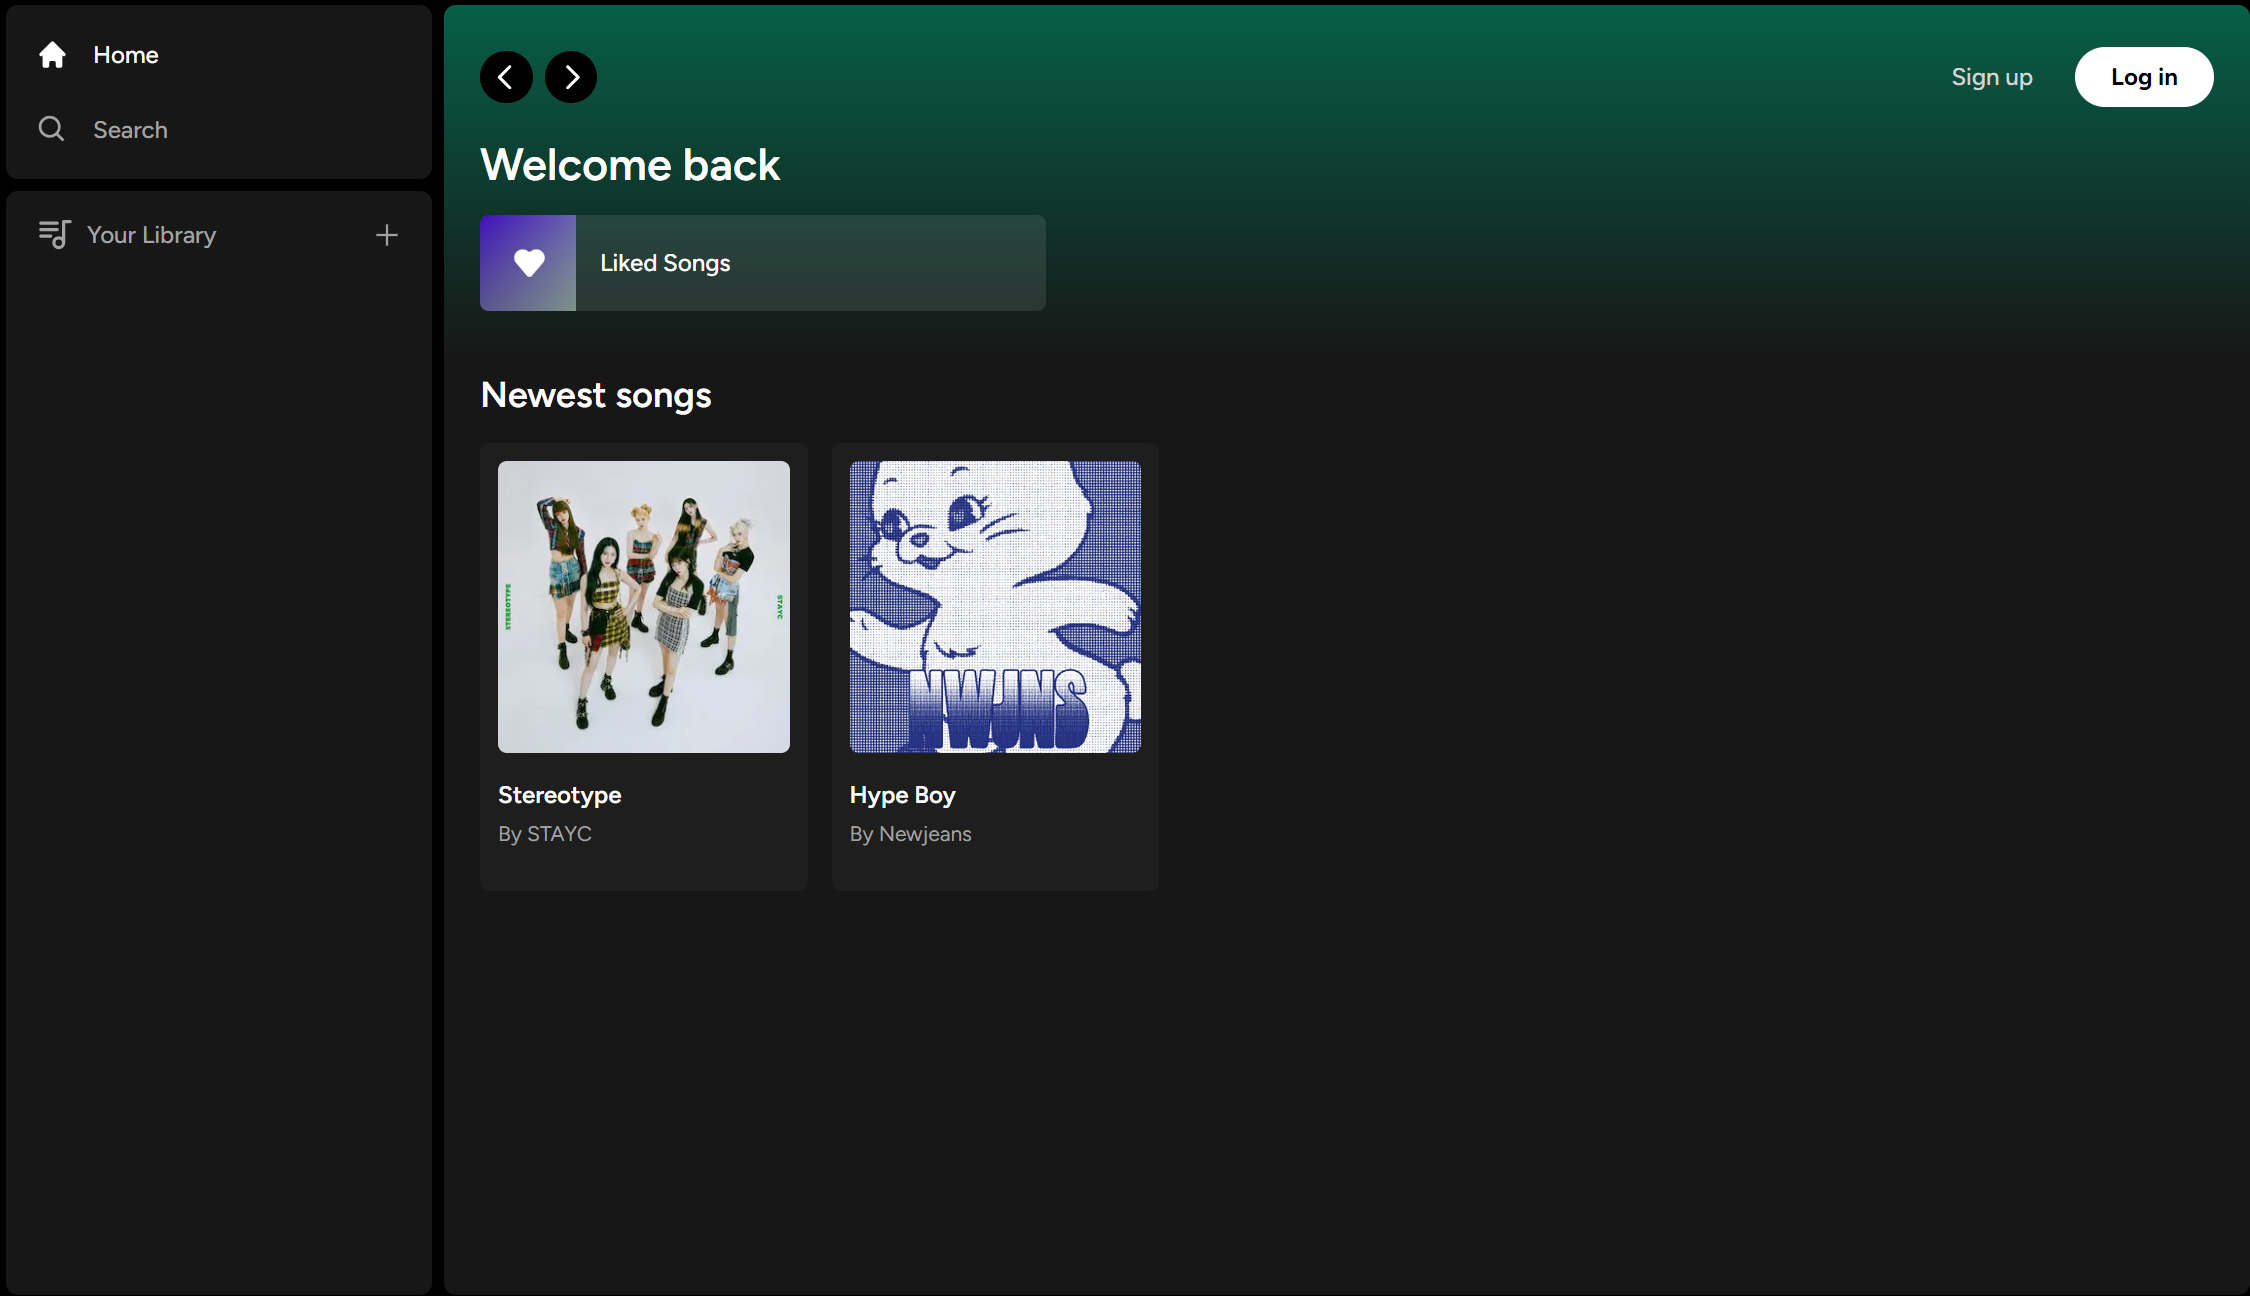 Home
Search
Your Library
Sign up
Log in
Welcome back
Liked Songs
Newest songs
STEREOTYPE
STAYC
Stereotype
By STAYC
NWJNS
Hype Boy
By Newjeans